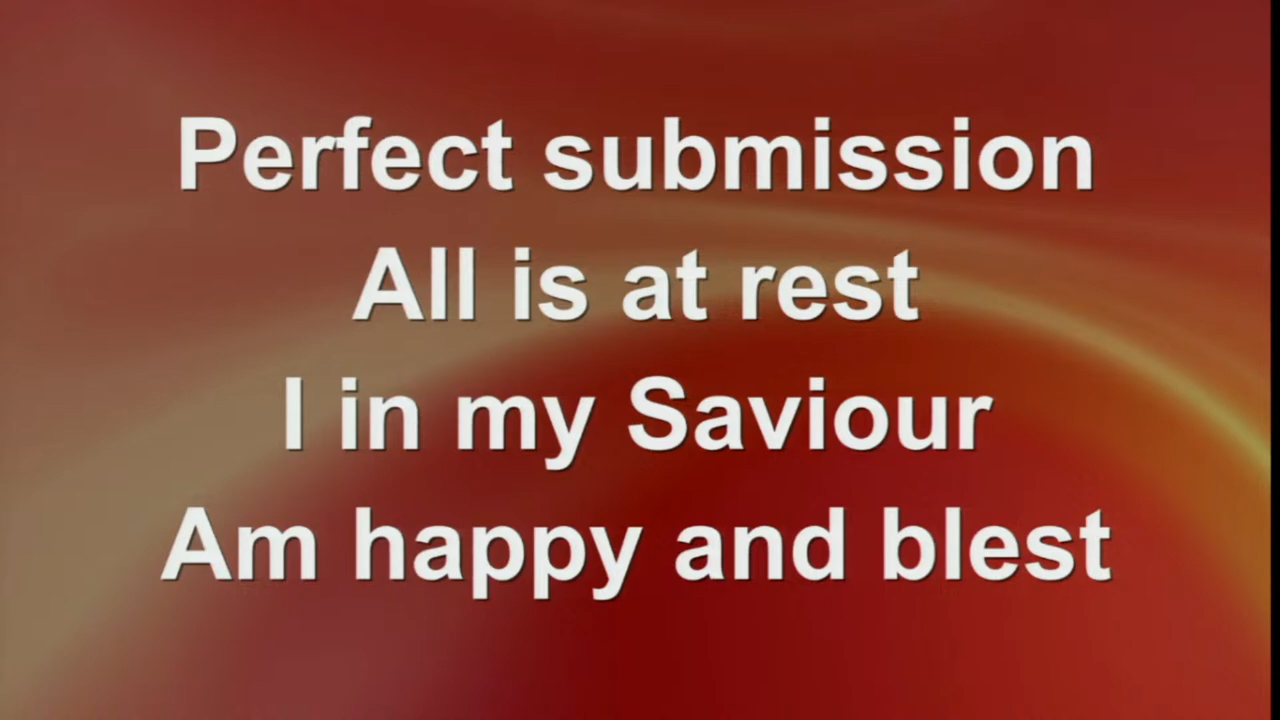 Perfect submission
All is at rest
I in my Saviour
Am happy and blest